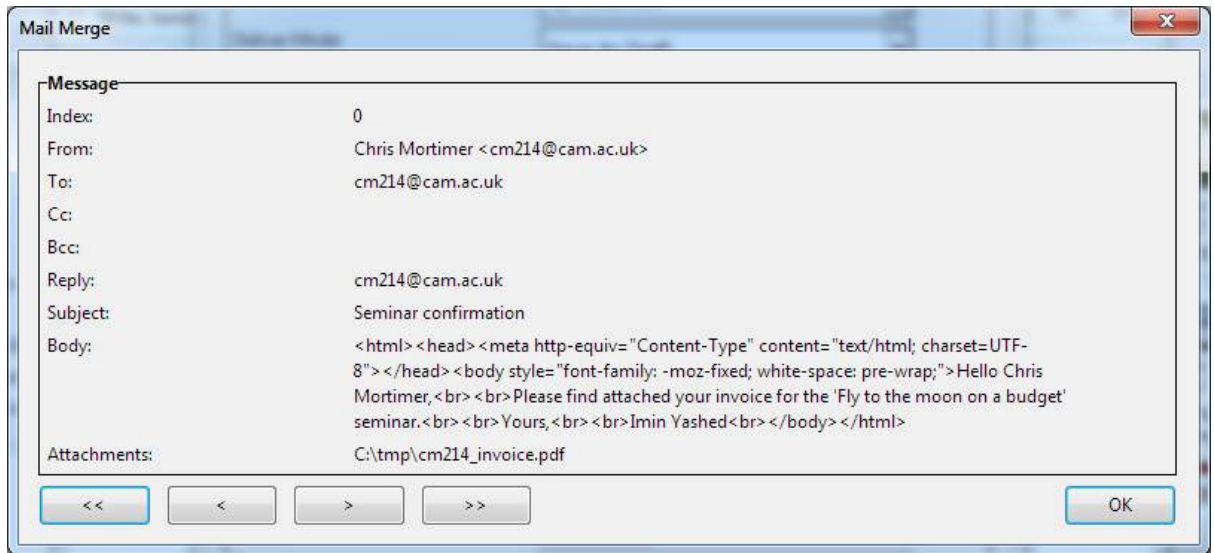 Mail Merge
Message
Index: 0
From: Chris Mortimer <cm214@cam.ac.uk>
To: cm214@cam.ac.uk
Cc:
Bcc:
Reply: cm214@cam.ac.uk
Subject: Seminar confirmation
Body: <html><head><meta http-equiv="Content-Type" content="text/html; charset=UTF-
8"></head><body style="font-family: -moz-fixed; white-space: pre-wrap;">Hello Chris
Mortimer,<br><br>Please find attached your invoice for the 'Fly to the moon on a budget'
seminar.<br><br>Yours,<br><br>Imin Yashed<br></body></html>
Attachments: C:\tmp\cm214_invoice.pdf
<< < > >> OK